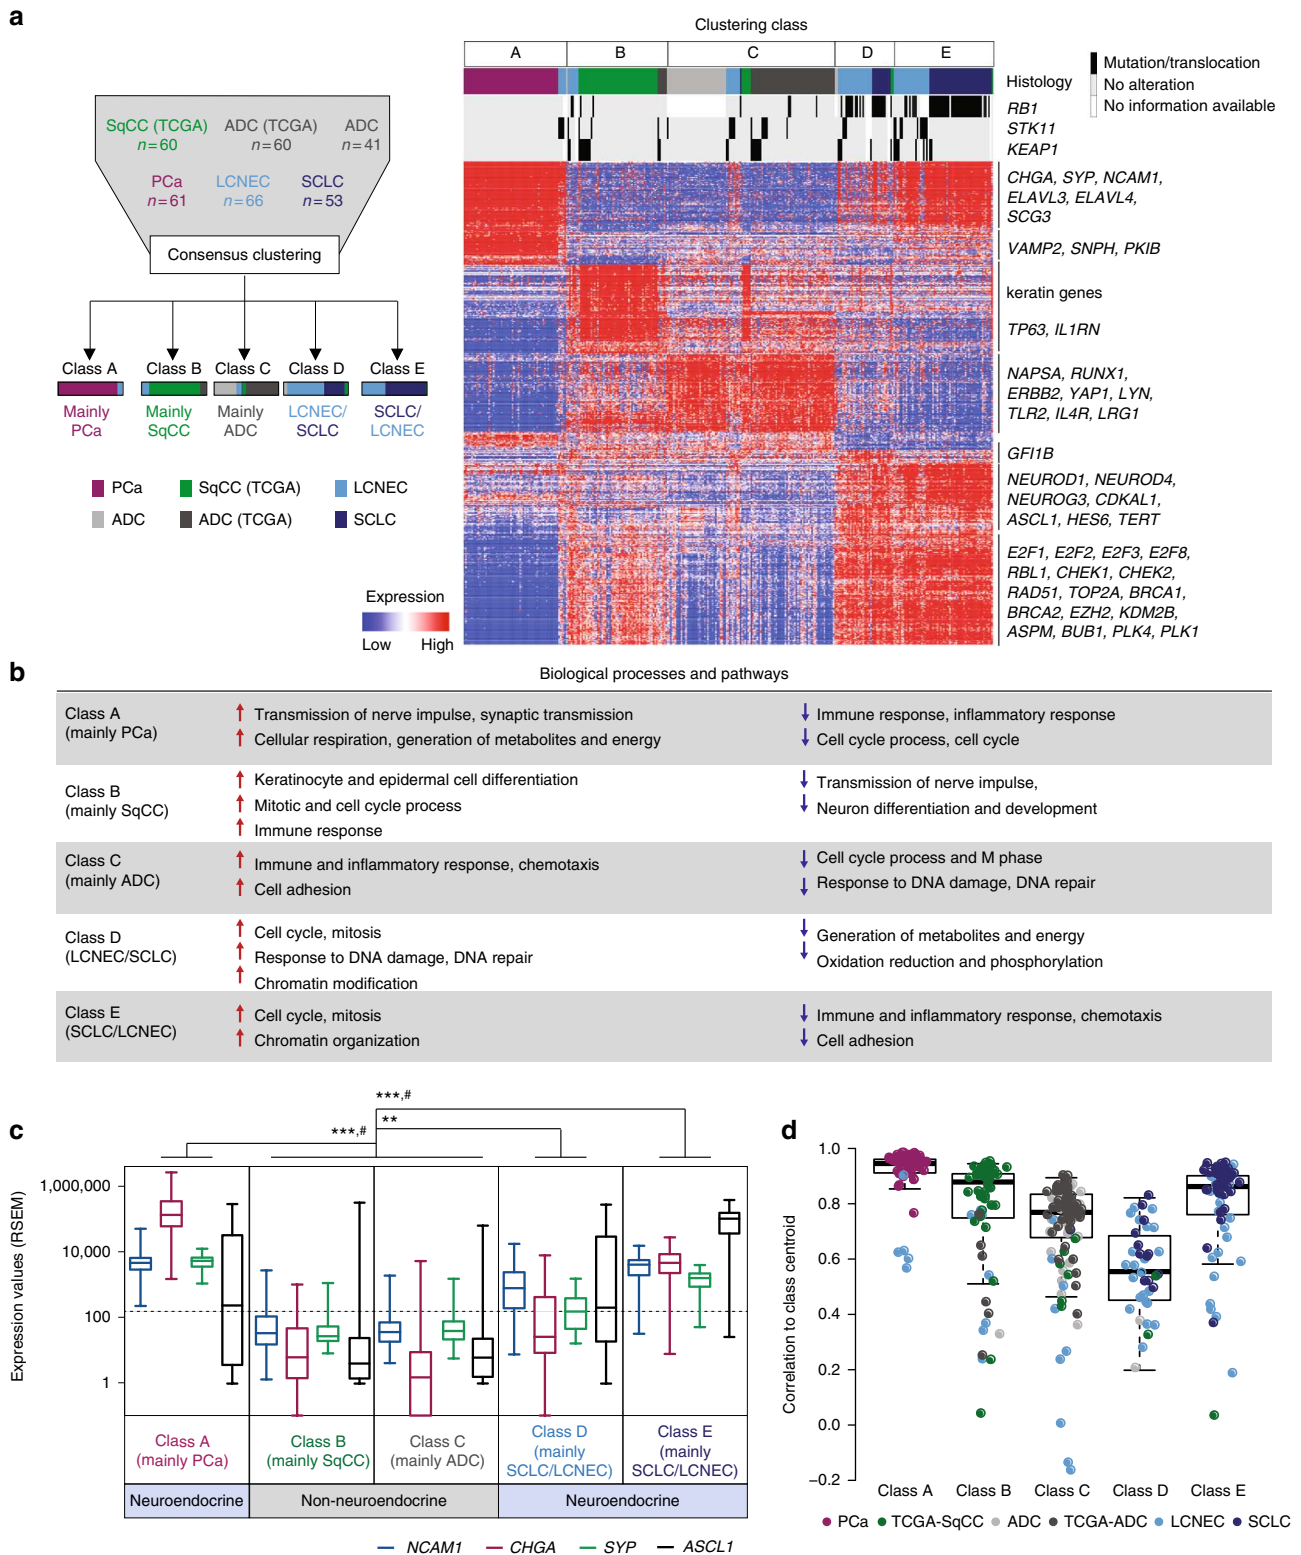 a
Clustering class
A B C D E
Histology
Mutation/translocation
No alteration
No information available
RB1
STK11
KEAP1
SqCC (TCGA) ADC (TCGA) ADC
n=60 n=60 n=41
PCa LCNEC SCLC
n=61 n=66 n=53
Consensus clustering
Class A Class B Class C Class D Class E
Mainly Mainly Mainly LCNEC/ SCLC/
PCa SqCC ADC SCLC LCNEC
PCa SqCC (TCGA) LCNEC
ADC ADC (TCGA) SCLC
Expression
Low High
CHGA, SYP, NCAM1,
ELAVL3, ELAVL4,
SCG3
VAMP2, SNPH, PKIB
keratin genes
TP63, IL1RN
NAPSA, RUNX1,
ERBB2, YAP1, LYN,
TLR2, IL4R, LRG1
GFI1B
NEUROD1, NEUROD4,
NEUROG3, CDKAL1,
ASCL1, HES6, TERT
E2F1, E2F2, E2F3, E2F8,
RBL1, CHEK1, CHEK2,
RAD51, TOP2A, BRCA1,
BRCA2, EZH2, KDM2B,
ASPM, BUB1, PLK4, PLK1
b
Biological processes and pathways
Class A
(mainly PCa)
↑ Transmission of nerve impulse, synaptic transmission
↑ Cellular respiration, generation of metabolites and energy
↓ Immune response, inflammatory response
↓ Cell cycle process, cell cycle
Class B
(mainly SqCC)
↑ Keratinocyte and epidermal cell differentiation
↑ Mitotic and cell cycle process
↑ Immune response
↓ Transmission of nerve impulse,
↓ Neuron differentiation and development
Class C
(mainly ADC)
↑ Immune and inflammatory response, chemotaxis
↑ Cell adhesion
↓ Cell cycle process and M phase
↓ Response to DNA damage, DNA repair
Class D
(LCNEC/SCLC)
↑ Cell cycle, mitosis
↑ Response to DNA damage, DNA repair
↑ Chromatin modification
↓ Generation of metabolites and energy
↓ Oxidation reduction and phosphorylation
Class E
(SCLC/LCNEC)
↑ Cell cycle, mitosis
↑ Chromatin organization
↓ Immune and inflammatory response, chemotaxis
↓ Cell adhesion
c
***,#
**
***,#
Expression values (RSEM)
1,000,000
10,000
100
1
Class A
(mainly PCa)
Class B
(mainly SqCC)
Class C
(mainly ADC)
Class D
(mainly
SCLC/LCNEC)
Class E
(mainly
SCLC/LCNEC)
Neuroendocrine Non-neuroendocrine Neuroendocrine
NCAM1 CHGA SYP ASCL1
d
Correlation to class centroid
1.0
0.8
0.6
0.4
0.2
0.0
−0.2
Class A Class B Class C Class D Class E
PCa TCGA-SqCC ADC TCGA-ADC LCNEC SCLC